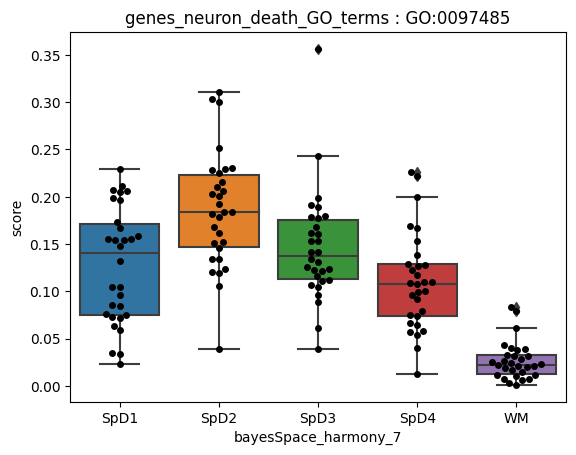 genes_neuron_death_GO_terms : GO:0097485
score
0.35
0.30
0.25
0.20
0.15
0.10
0.05
0.00
SpD1 SpD2 SpD3 SpD4 WM
bayesSpace_harmony_7